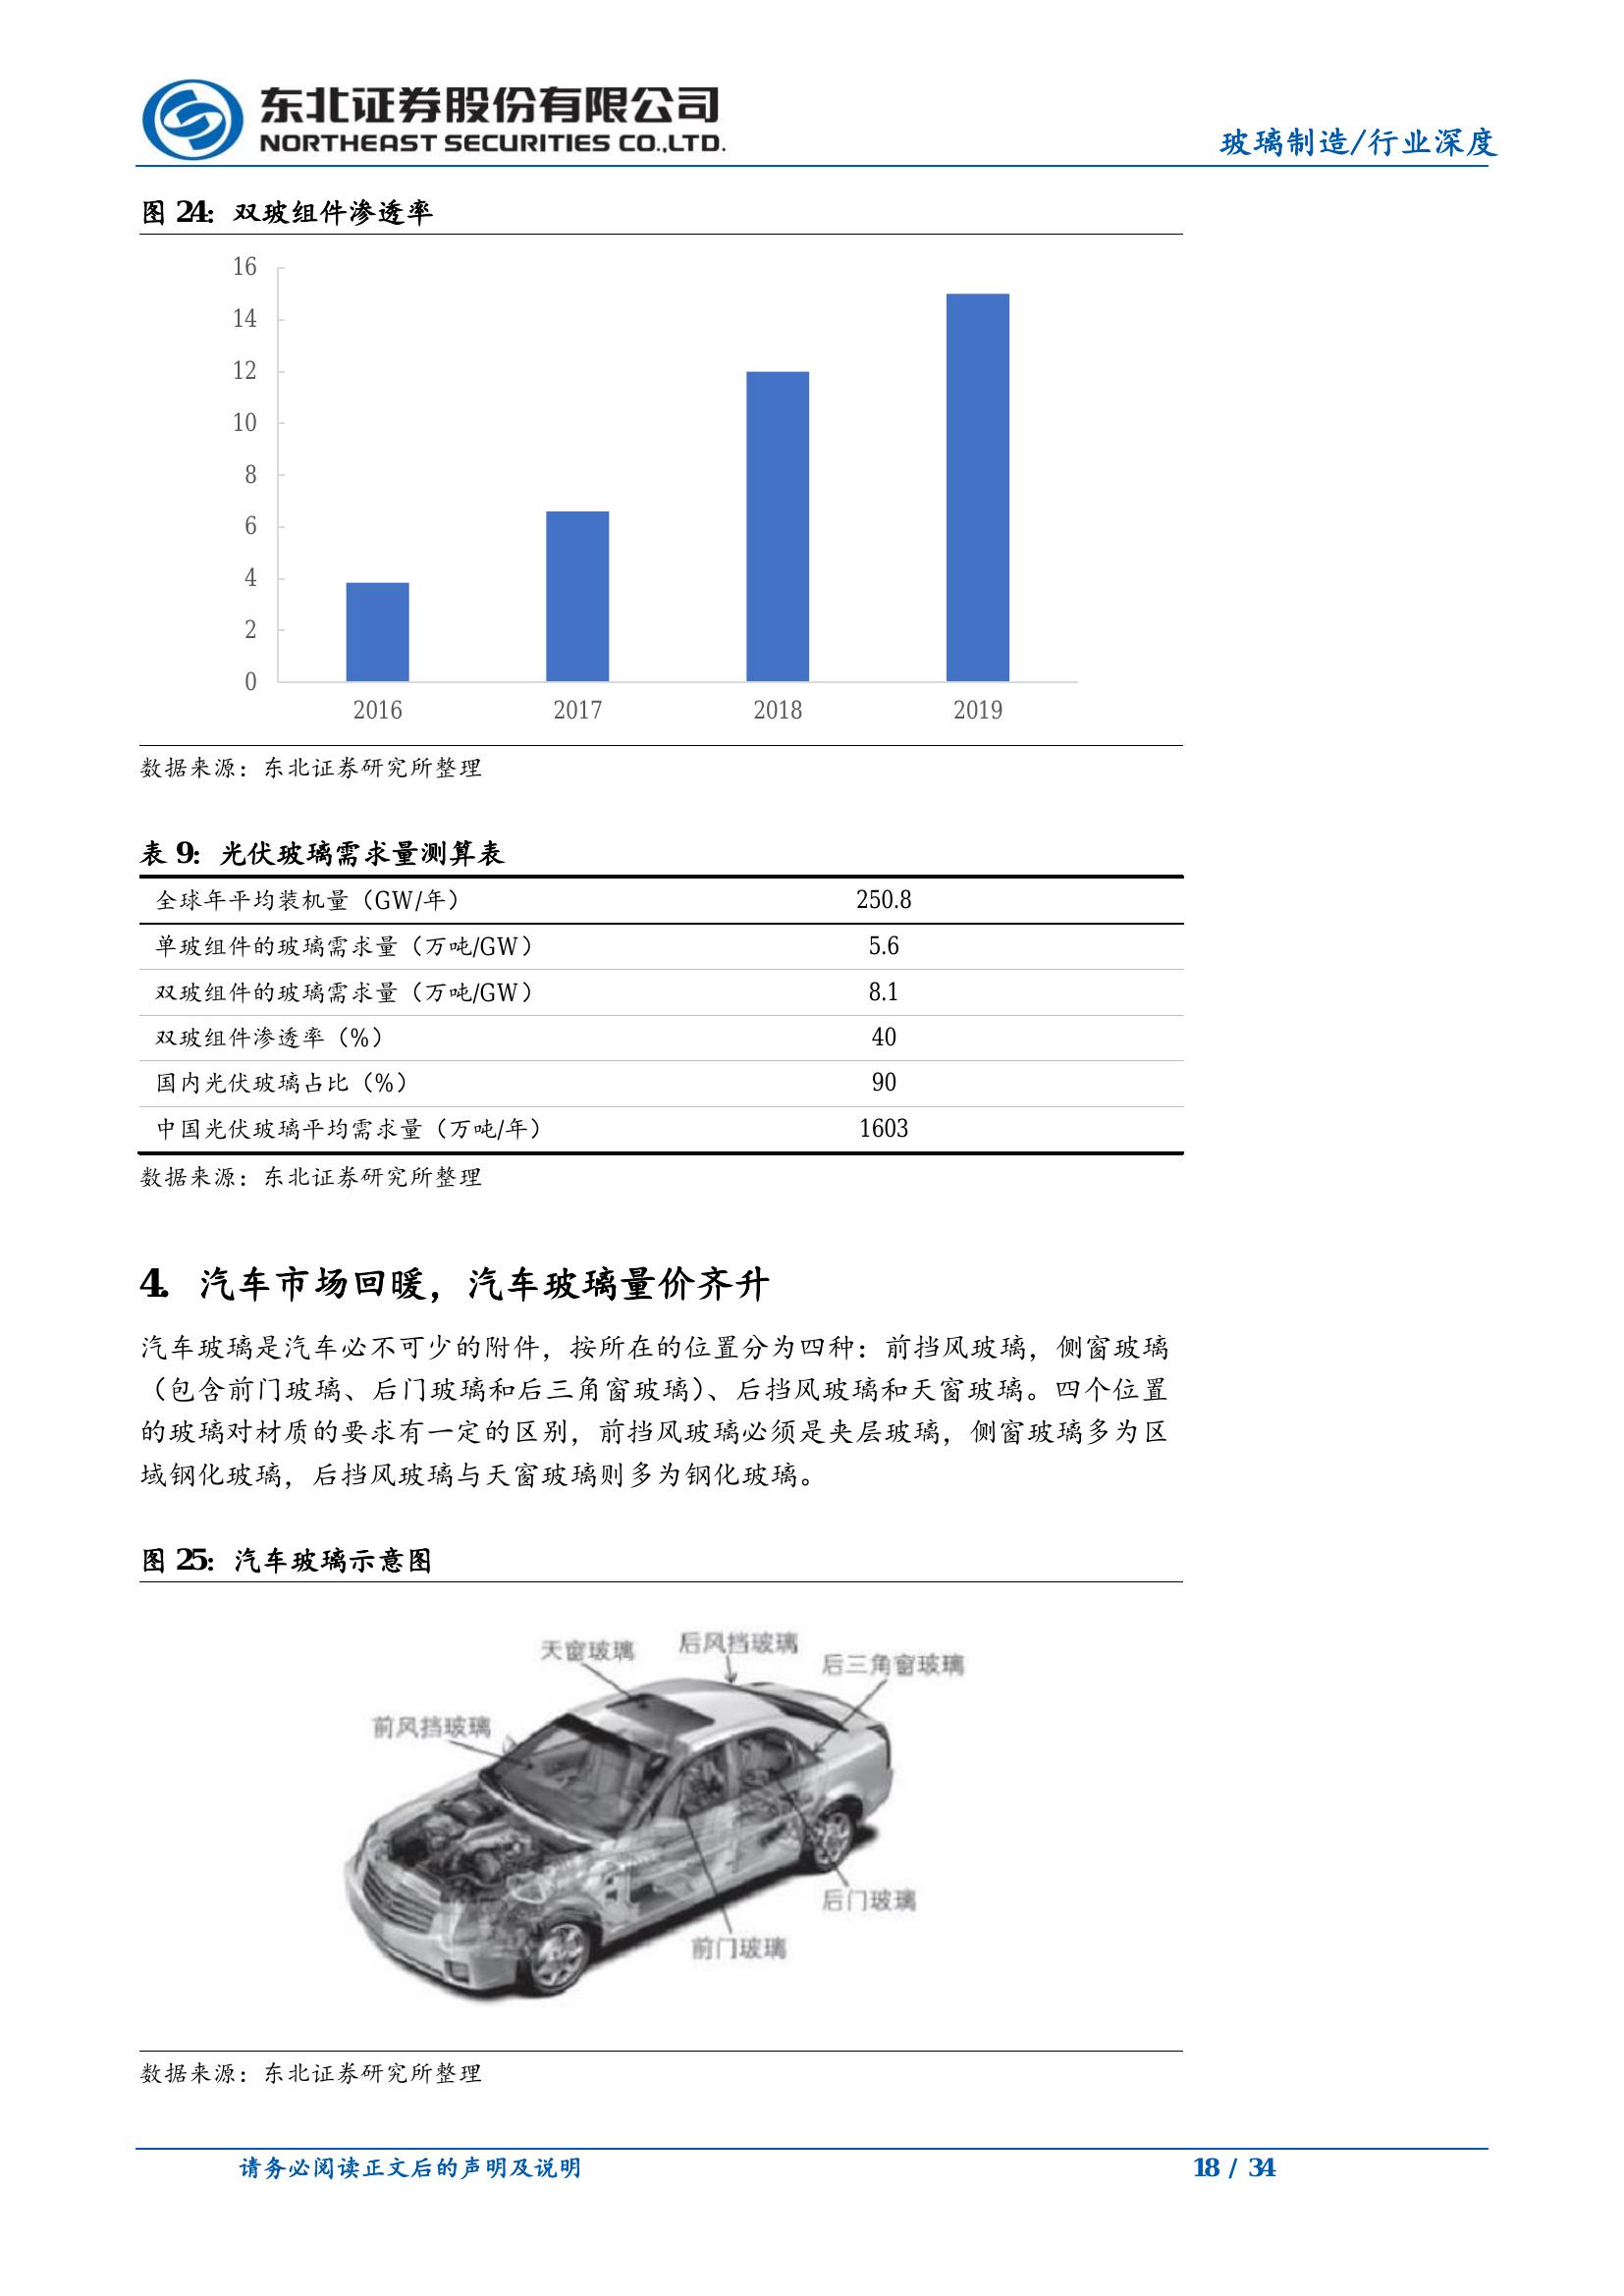 东北证券股份有限公司
NORTHEAST SECURITIES CO.,LTD.
玻璃制造/行业深度
图 24：双玻组件渗透率
16
14
12
10
8
6
4
2
0
2016 2017 2018 2019
数据来源：东北证券研究所整理
表 9：光伏玻璃需求量测算表
全球年平均装机量（GW/年） 250.8
单玻组件的玻璃需求量（万吨/GW） 5.6
双玻组件的玻璃需求量（万吨/GW） 8.1
双玻组件渗透率（%） 40
国内光伏玻璃占比（%） 90
中国光伏玻璃平均需求量（万吨/年） 1603
数据来源：东北证券研究所整理
4. 汽车市场回暖，汽车玻璃量价齐升
汽车玻璃是汽车必不可少的附件，按所在的位置分为四种：前挡风玻璃，侧窗玻璃
（包含前门玻璃、后门玻璃和后三角窗玻璃）、后挡风玻璃和天窗玻璃。四个位置
的玻璃对材质的要求有一定的区别，前挡风玻璃必须是夹层玻璃，侧窗玻璃多为区
域钢化玻璃，后挡风玻璃与天窗玻璃则多为钢化玻璃。
图 25：汽车玻璃示意图
天窗玻璃
后风挡玻璃
后三角窗玻璃
前风挡玻璃
后门玻璃
前门玻璃
数据来源：东北证券研究所整理
请务必阅读正文后的声明及说明
18 / 34